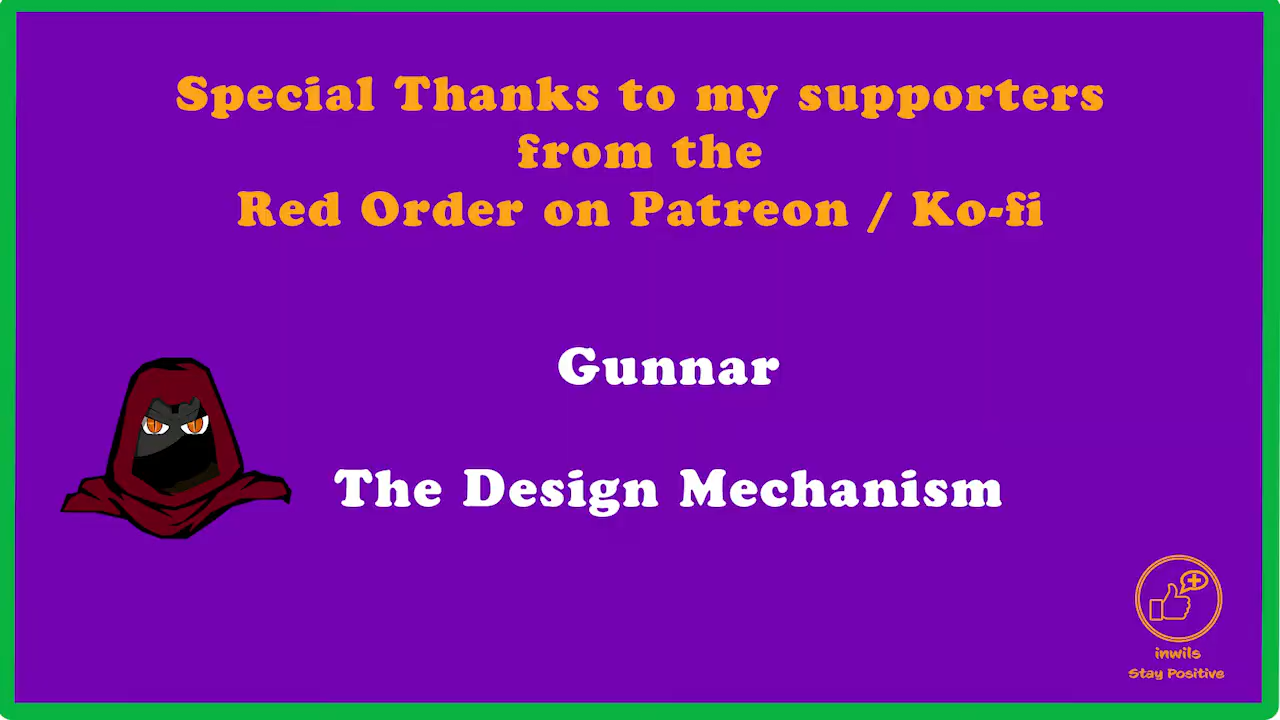 Special Thanks to my supporters
from the
Red Order on Patreon / Ko-fi
Gunnar
The Design Mechanism
inwils
Stay Positive